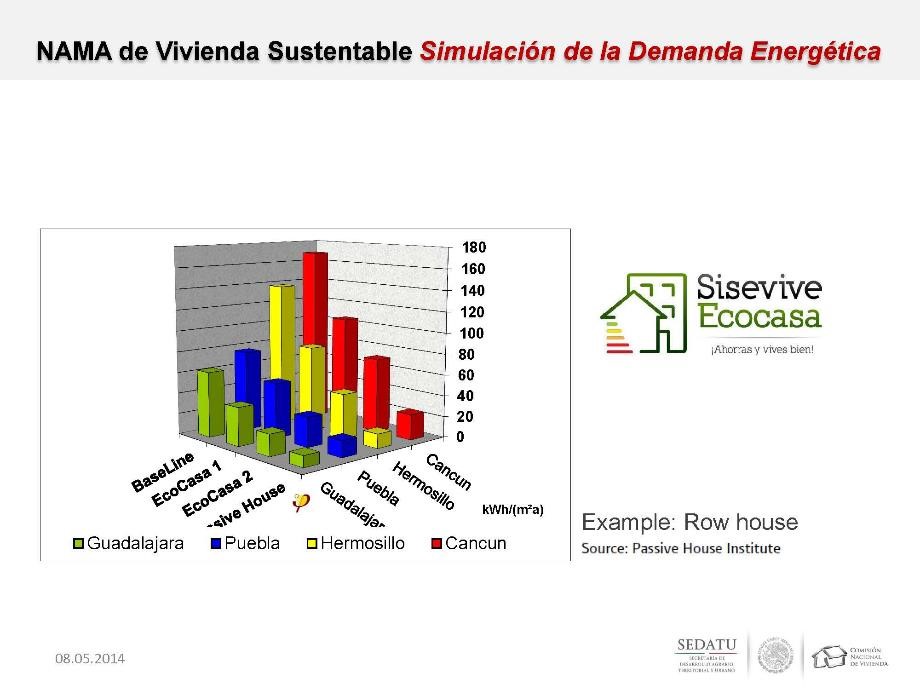 NAMA de Vivienda Sustentable Simulación de la Demanda Energética
180
160
140
120
100
80
60
40
20
0
BaseLine
EcoCasa 1
EcoCasa 2
ssive House
Guadalajar
Puebla
Hermosillo
Cancun
kWh/(m²a)
Guadalajara Puebla Hermosillo Cancun
Sisevive
Ecocasa
¡Ahorras y vives bien!
Example: Row house
Source: Passive House Institute
08.05.2014
SEDATU
SECRETARÍA DE
DESARROLLO AGRARIO
TERRITORIAL Y URBANO
COMISIÓN
NACIONAL
DE VIVIENDA